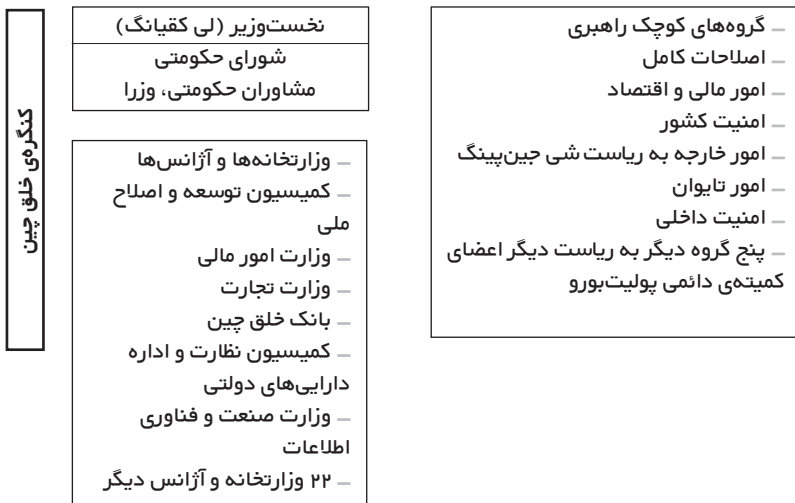 ـ گروه‌های کوچک راهبری
ـ اصلاحات کامل
ـ امور مالی و اقتصاد
ـ امنیت کشور
ـ امور خارجه به ریاست شی جین‌پینگ
ـ امور تایوان
ـ امنیت داخلی
ـ پنج گروه دیگر به ریاست دیگر اعضای
کمیته‌ی دائمی پولیت‌بورو
نخست‌وزیر (لی کقیانگ)
شورای حکومتی
مشاوران حکومتی، وزرا
ـ وزارتخانه‌ها و آژانس‌ها
ـ کمیسیون توسعه و اصلاح
ملی
ـ وزارت امور مالی
ـ وزارت تجارت
ـ بانک خلق چین
ـ کمیسیون نظارت و اداره
دارایی‌های دولتی
ـ وزارت صنعت و فناوری
اطلاعات
ـ ۲۲ وزارتخانه و آژانس دیگر
کنگره‌ی خلق چین